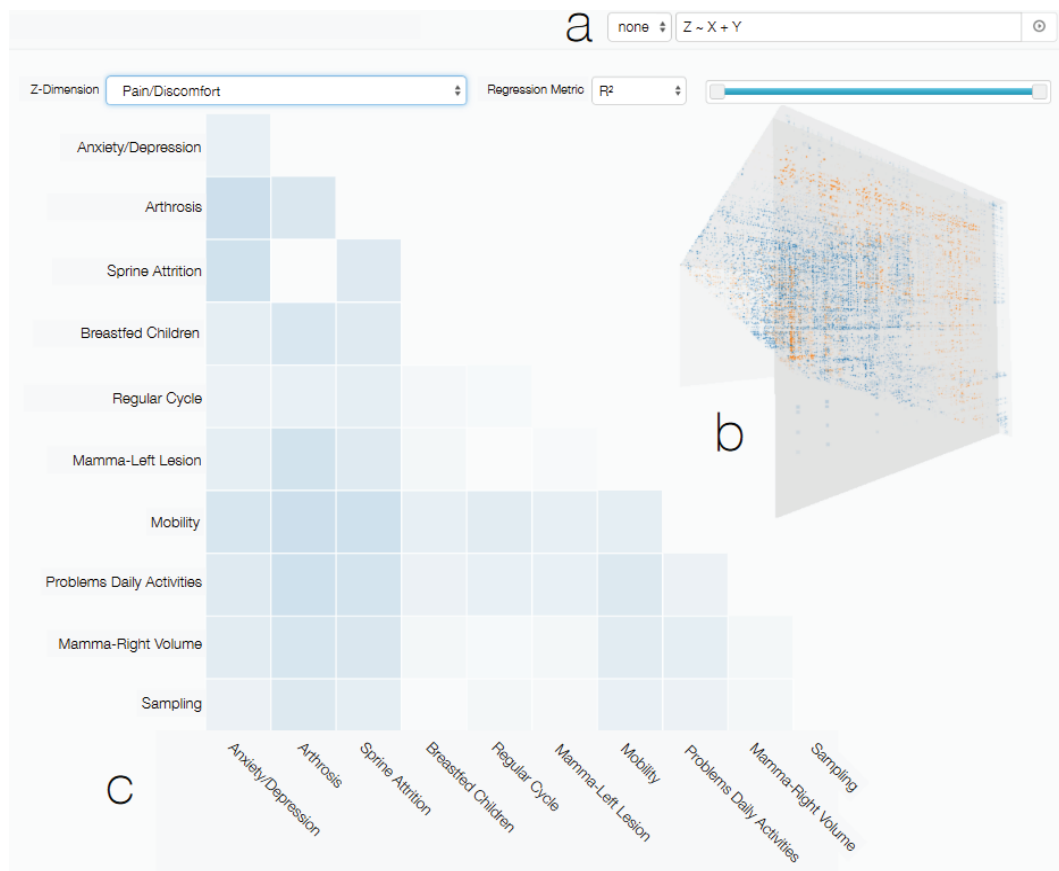 a
none
Z ~ X + Y
Z-Dimension
Pain/Discomfort
Regression Metric
R²
Anxiety/Depression
Arthrosis
Sprine Attrition
Breastfed Children
Regular Cycle
Mamma-Left Lesion
Mobility
Problems Daily Activities
Mamma-Right Volume
Sampling
b
c
Anxiety/Depression
Arthrosis
Sprine Attrition
Breastfed Children
Regular Cycle
Mamma-Left Lesion
Mobility
Problems Daily Activities
Mamma-Right Volume
Sampling